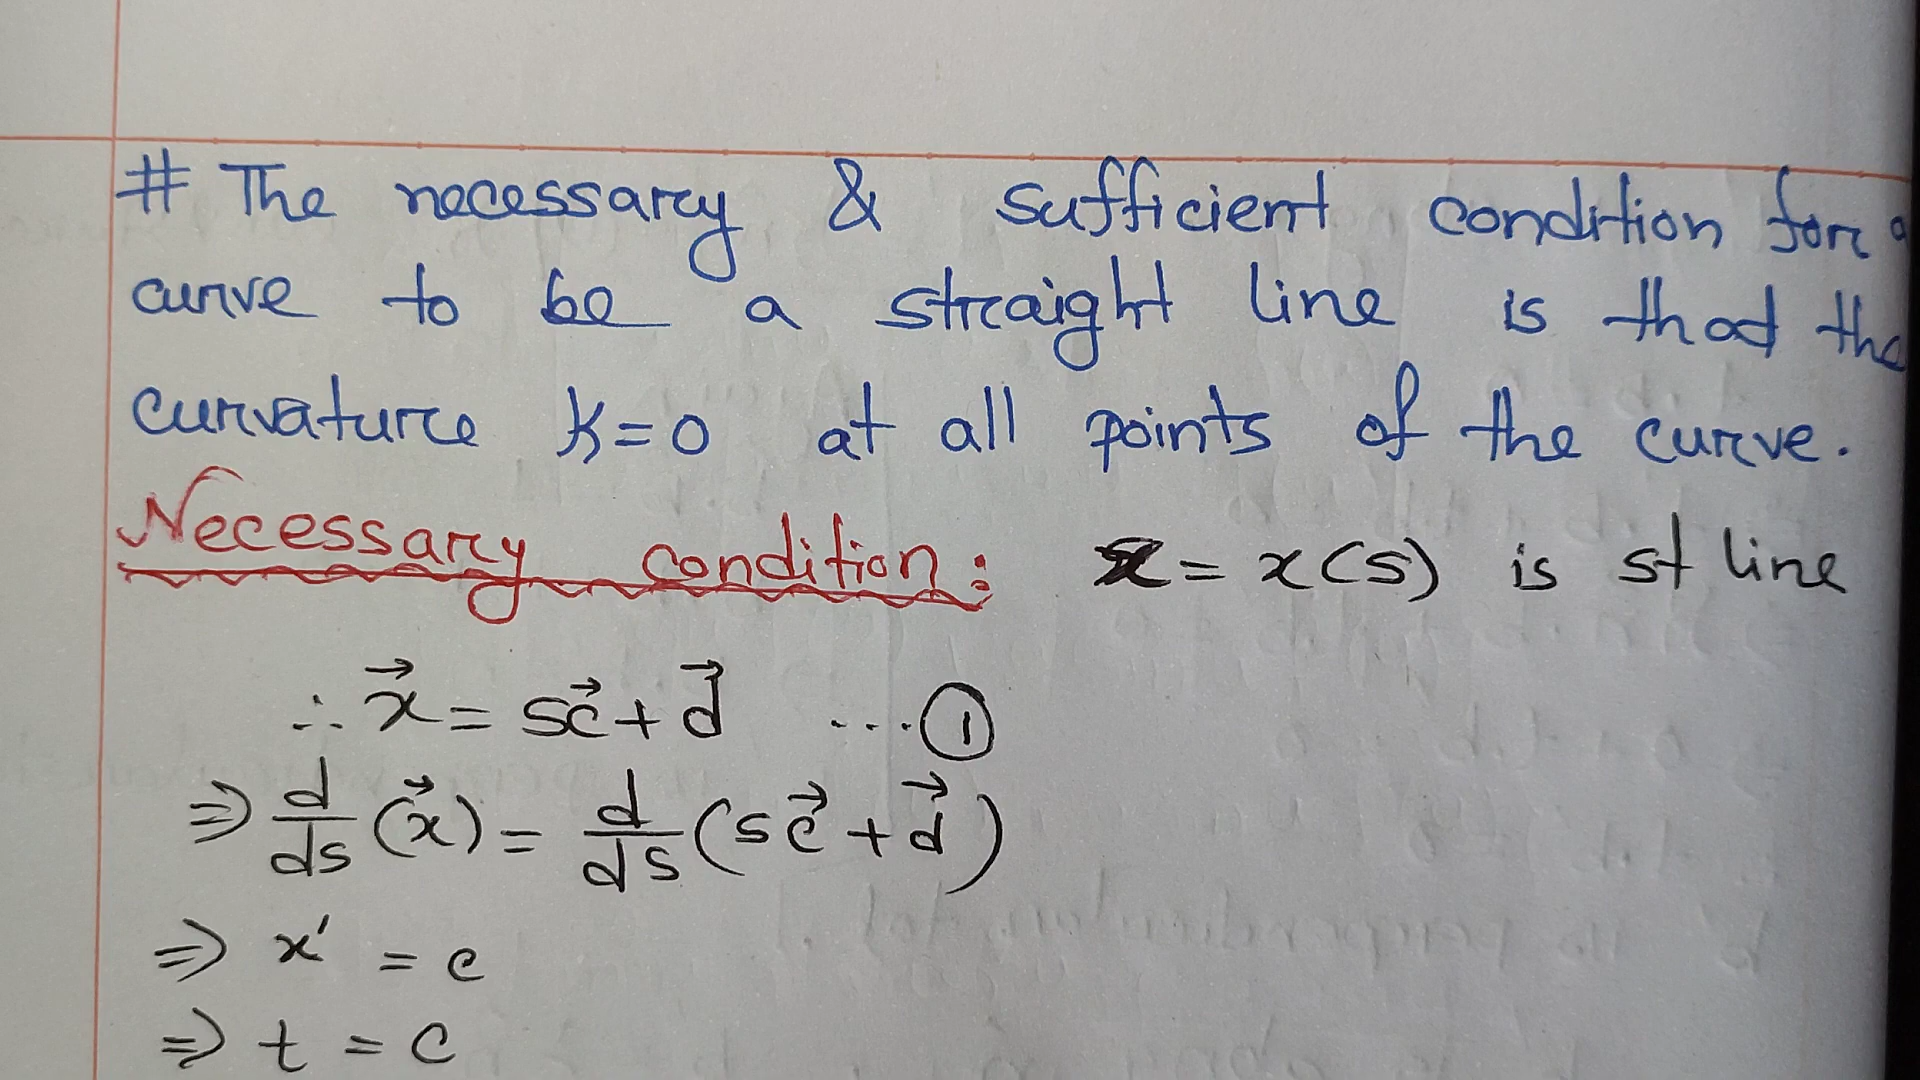 # The necessary & sufficient condition for a
curve to be a straight line is that the
curvature K=0 at all points of the curve.
Necessary condition: x = x(s) is st line
∴ x⃗ = sc⃗ + d⃗ ....①
⇒ d/ds (x⃗) = d/ds (sc⃗ + d⃗)
⇒ x' = c
⇒ t = c